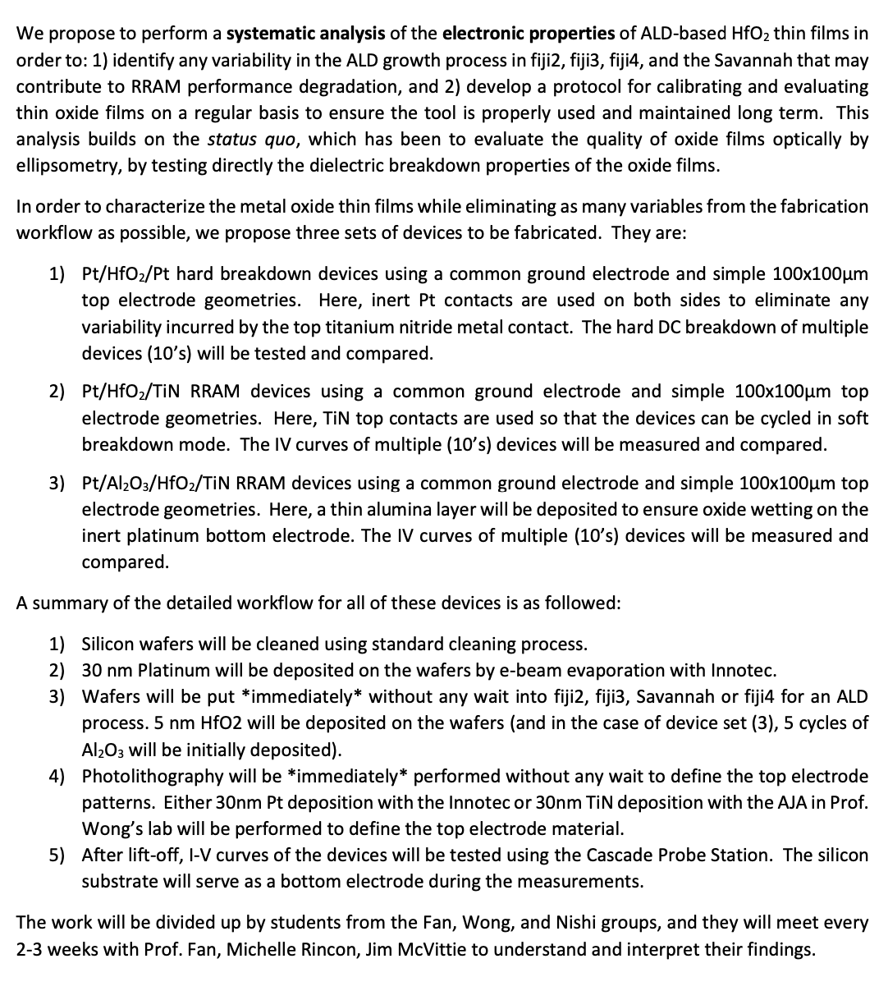 We propose to perform a systematic analysis of the electronic properties of ALD-based HfO₂ thin films in
order to: 1) identify any variability in the ALD growth process in fiji2, fiji3, fiji4, and the Savannah that may
contribute to RRAM performance degradation, and 2) develop a protocol for calibrating and evaluating
thin oxide films on a regular basis to ensure the tool is properly used and maintained long term. This
analysis builds on the status quo, which has been to evaluate the quality of oxide films optically by
ellipsometry, by testing directly the dielectric breakdown properties of the oxide films.
In order to characterize the metal oxide thin films while eliminating as many variables from the fabrication
workflow as possible, we propose three sets of devices to be fabricated. They are:
1) Pt/HfO₂/Pt hard breakdown devices using a common ground electrode and simple 100x100μm
top electrode geometries. Here, inert Pt contacts are used on both sides to eliminate any
variability incurred by the top titanium nitride metal contact. The hard DC breakdown of multiple
devices (10’s) will be tested and compared.
2) Pt/HfO₂/TiN RRAM devices using a common ground electrode and simple 100x100μm top
electrode geometries. Here, TiN top contacts are used so that the devices can be cycled in soft
breakdown mode. The IV curves of multiple (10’s) devices will be measured and compared.
3) Pt/Al₂O₃/HfO₂/TiN RRAM devices using a common ground electrode and simple 100x100μm top
electrode geometries. Here, a thin alumina layer will be deposited to ensure oxide wetting on the
inert platinum bottom electrode. The IV curves of multiple (10’s) devices will be measured and
compared.
A summary of the detailed workflow for all of these devices is as followed:
1) Silicon wafers will be cleaned using standard cleaning process.
2) 30 nm Platinum will be deposited on the wafers by e-beam evaporation with Innotec.
3) Wafers will be put *immediately* without any wait into fiji2, fiji3, Savannah or fiji4 for an ALD
process. 5 nm HfO2 will be deposited on the wafers (and in the case of device set (3), 5 cycles of
Al₂O₃ will be initially deposited).
4) Photolithography will be *immediately* performed without any wait to define the top electrode
patterns. Either 30nm Pt deposition with the Innotec or 30nm TiN deposition with the AJA in Prof.
Wong’s lab will be performed to define the top electrode material.
5) After lift-off, I-V curves of the devices will be tested using the Cascade Probe Station. The silicon
substrate will serve as a bottom electrode during the measurements.
The work will be divided up by students from the Fan, Wong, and Nishi groups, and they will meet every
2-3 weeks with Prof. Fan, Michelle Rincon, Jim McVittie to understand and interpret their findings.